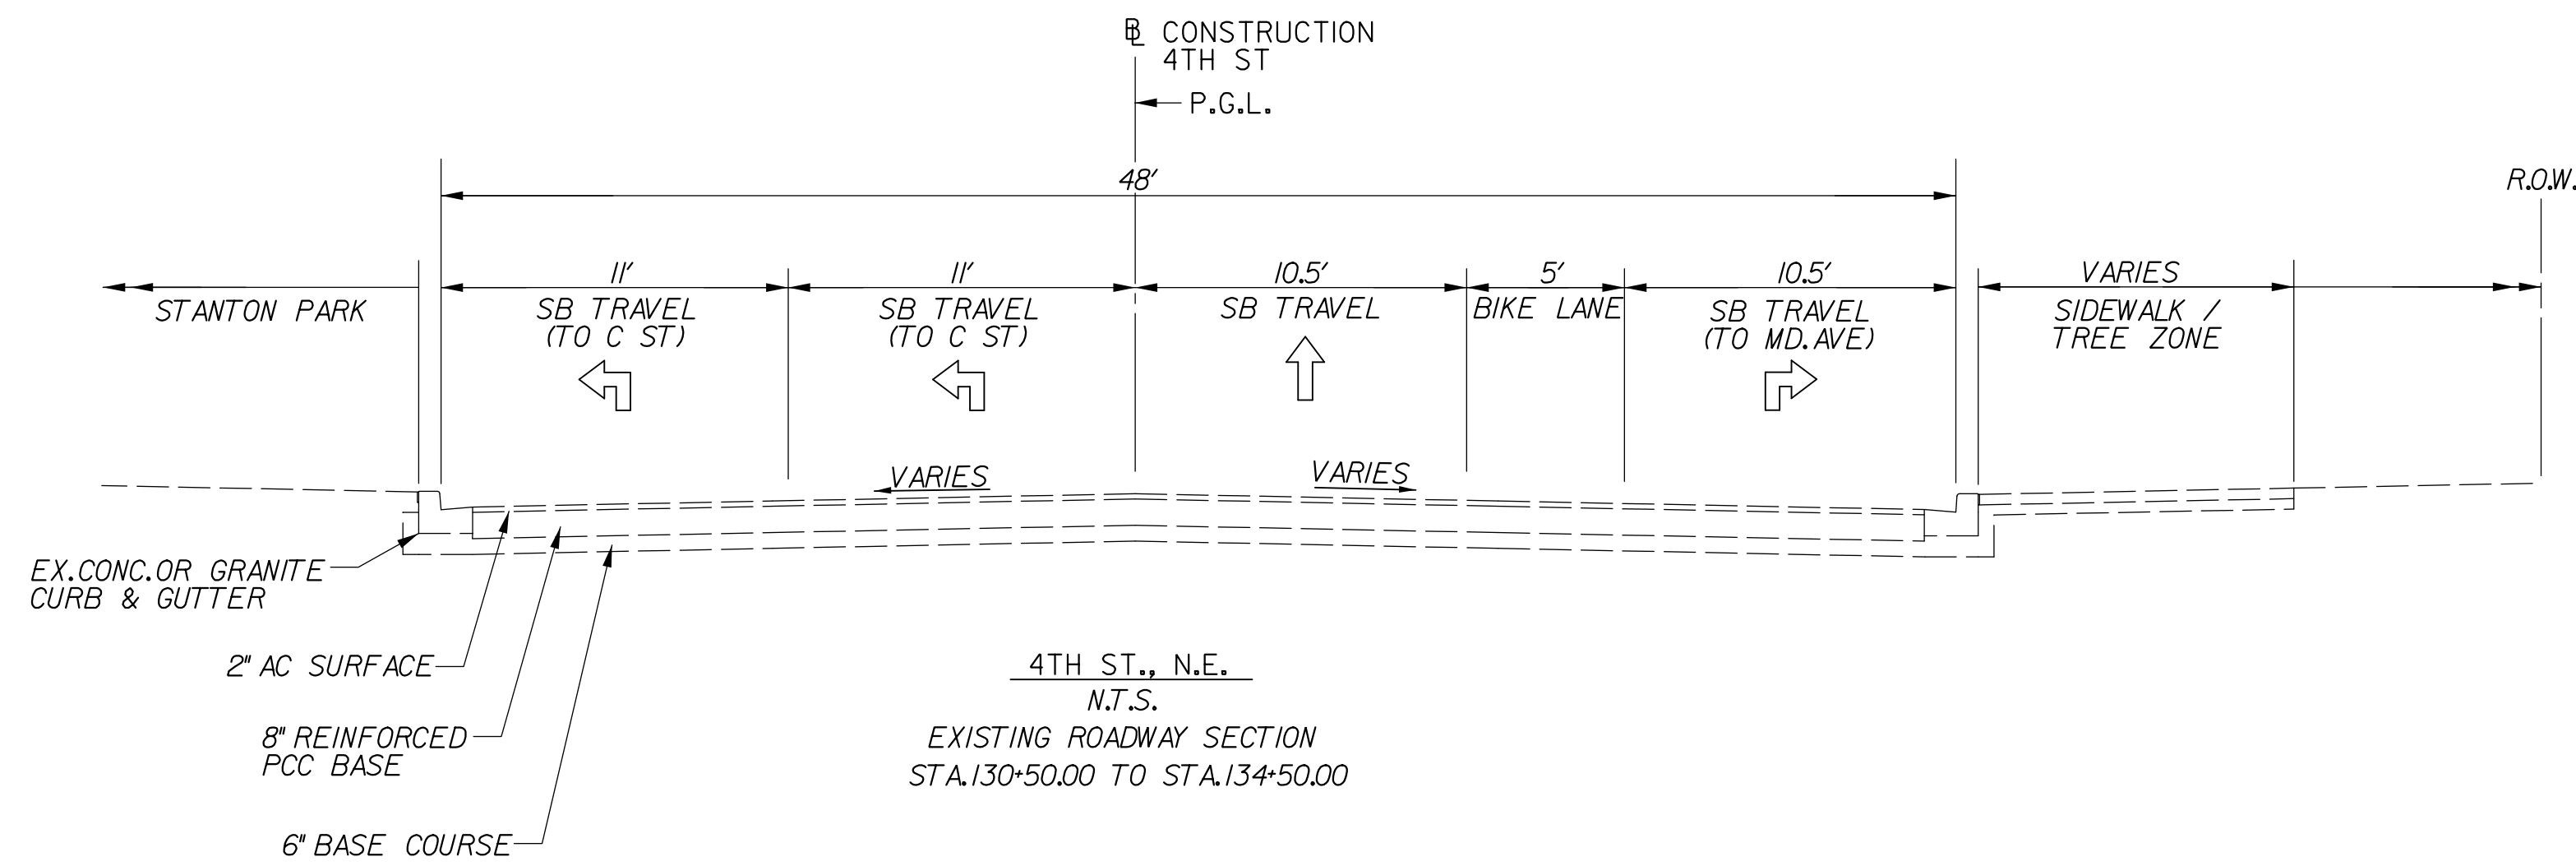 ℄ CONSTRUCTION
4TH ST
P.G.L.
48'
R.O.W.
11'
11'
10.5'
5'
10.5'
VARIES
STANTON PARK
SB TRAVEL
(TO C ST)
SB TRAVEL
(TO C ST)
SB TRAVEL
BIKE LANE
SB TRAVEL
(TO MD.AVE)
SIDEWALK /
TREE ZONE
VARIES
VARIES
EX.CONC.OR GRANITE
CURB & GUTTER
2" AC SURFACE
8" REINFORCED
PCC BASE
6" BASE COURSE
4TH ST., N.E.
N.T.S.
EXISTING ROADWAY SECTION
STA.130+50.00 TO STA.134+50.00